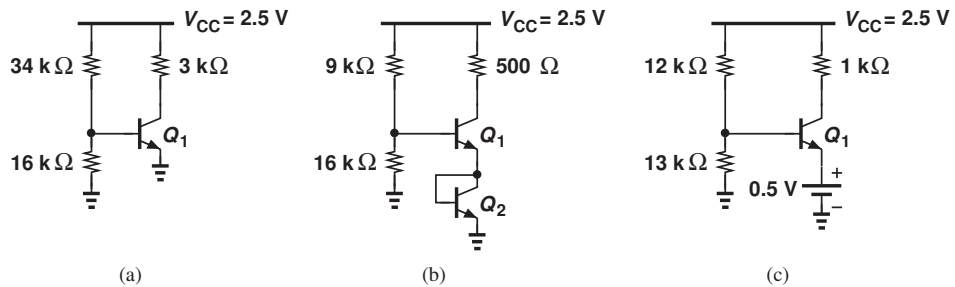 V_CC = 2.5 V
34 kΩ
3 kΩ
Q_1
16 kΩ
(a)
V_CC = 2.5 V
9 kΩ
500 Ω
Q_1
16 kΩ
Q_2
(b)
V_CC = 2.5 V
12 kΩ
1 kΩ
Q_1
13 kΩ
0.5 V
+
−
(c)